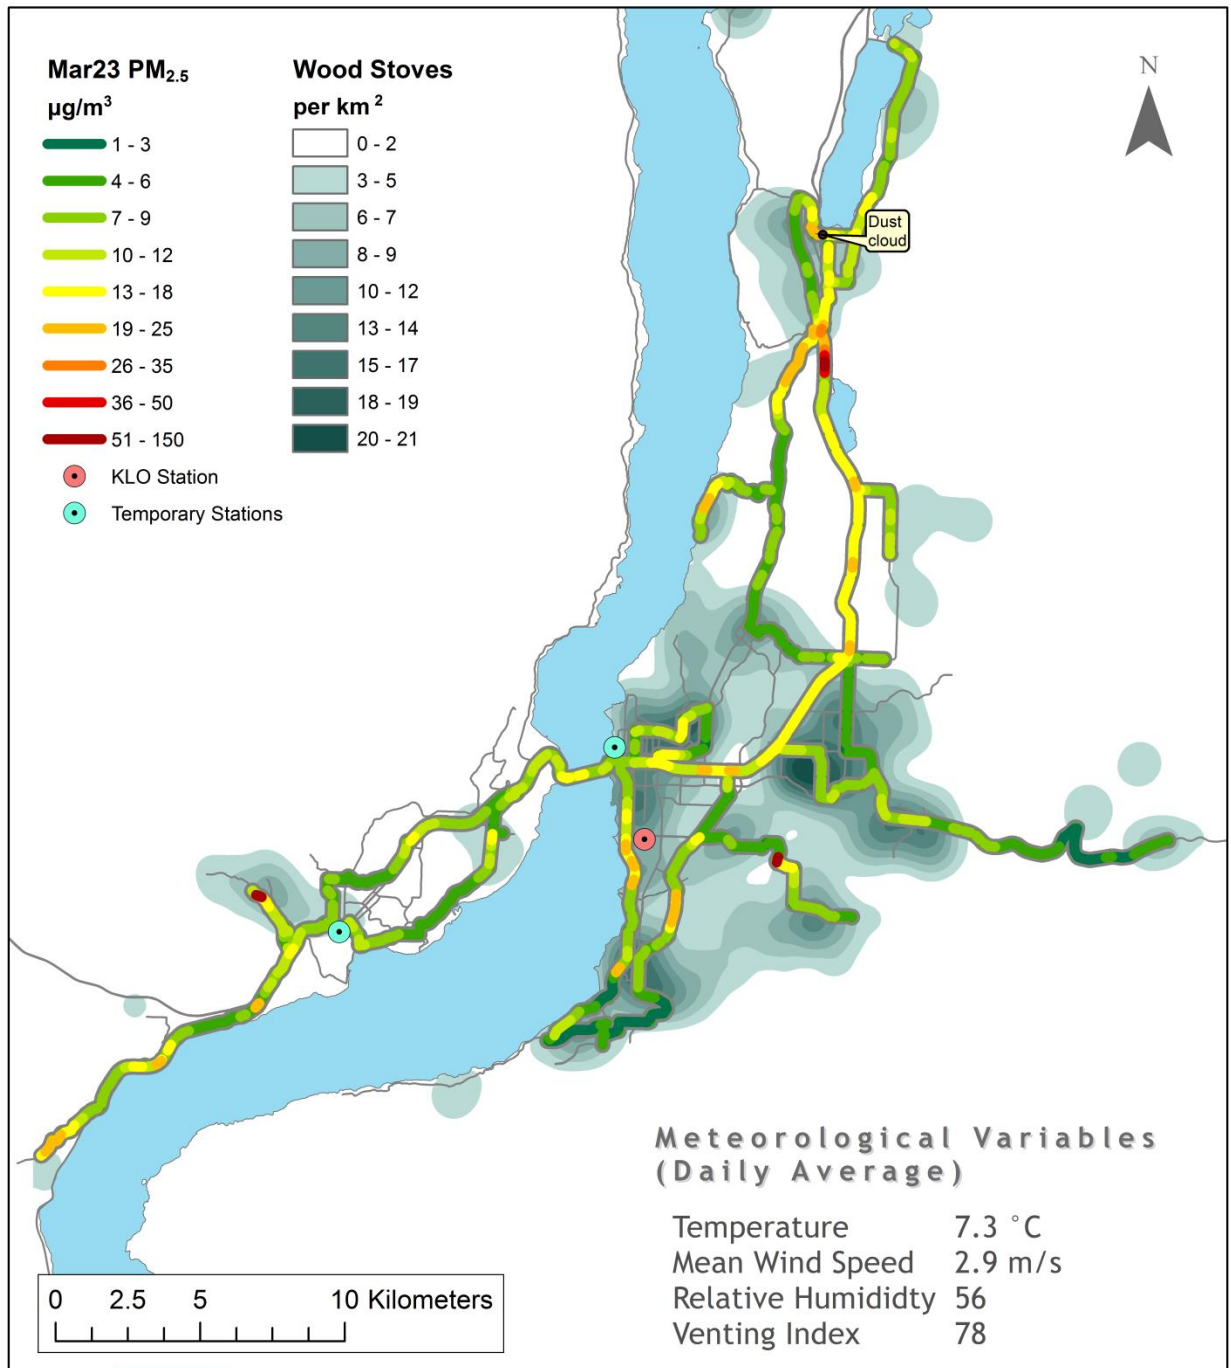 Mar23 PM2.5
µg/m3
1 - 3
4 - 6
7 - 9
10 - 12
13 - 18
19 - 25
26 - 35
36 - 50
51 - 150
KLO Station
Temporary Stations
Wood Stoves
per km 2
0 - 2
3 - 5
6 - 7
8 - 9
10 - 12
13 - 14
15 - 17
18 - 19
20 - 21
N
Dust
cloud
Meteorological Variables
(Daily Average)
Temperature 7.3 °C
Mean Wind Speed 2.9 m/s
Relative Humididty 56
Venting Index 78
0 2.5 5 10 Kilometers